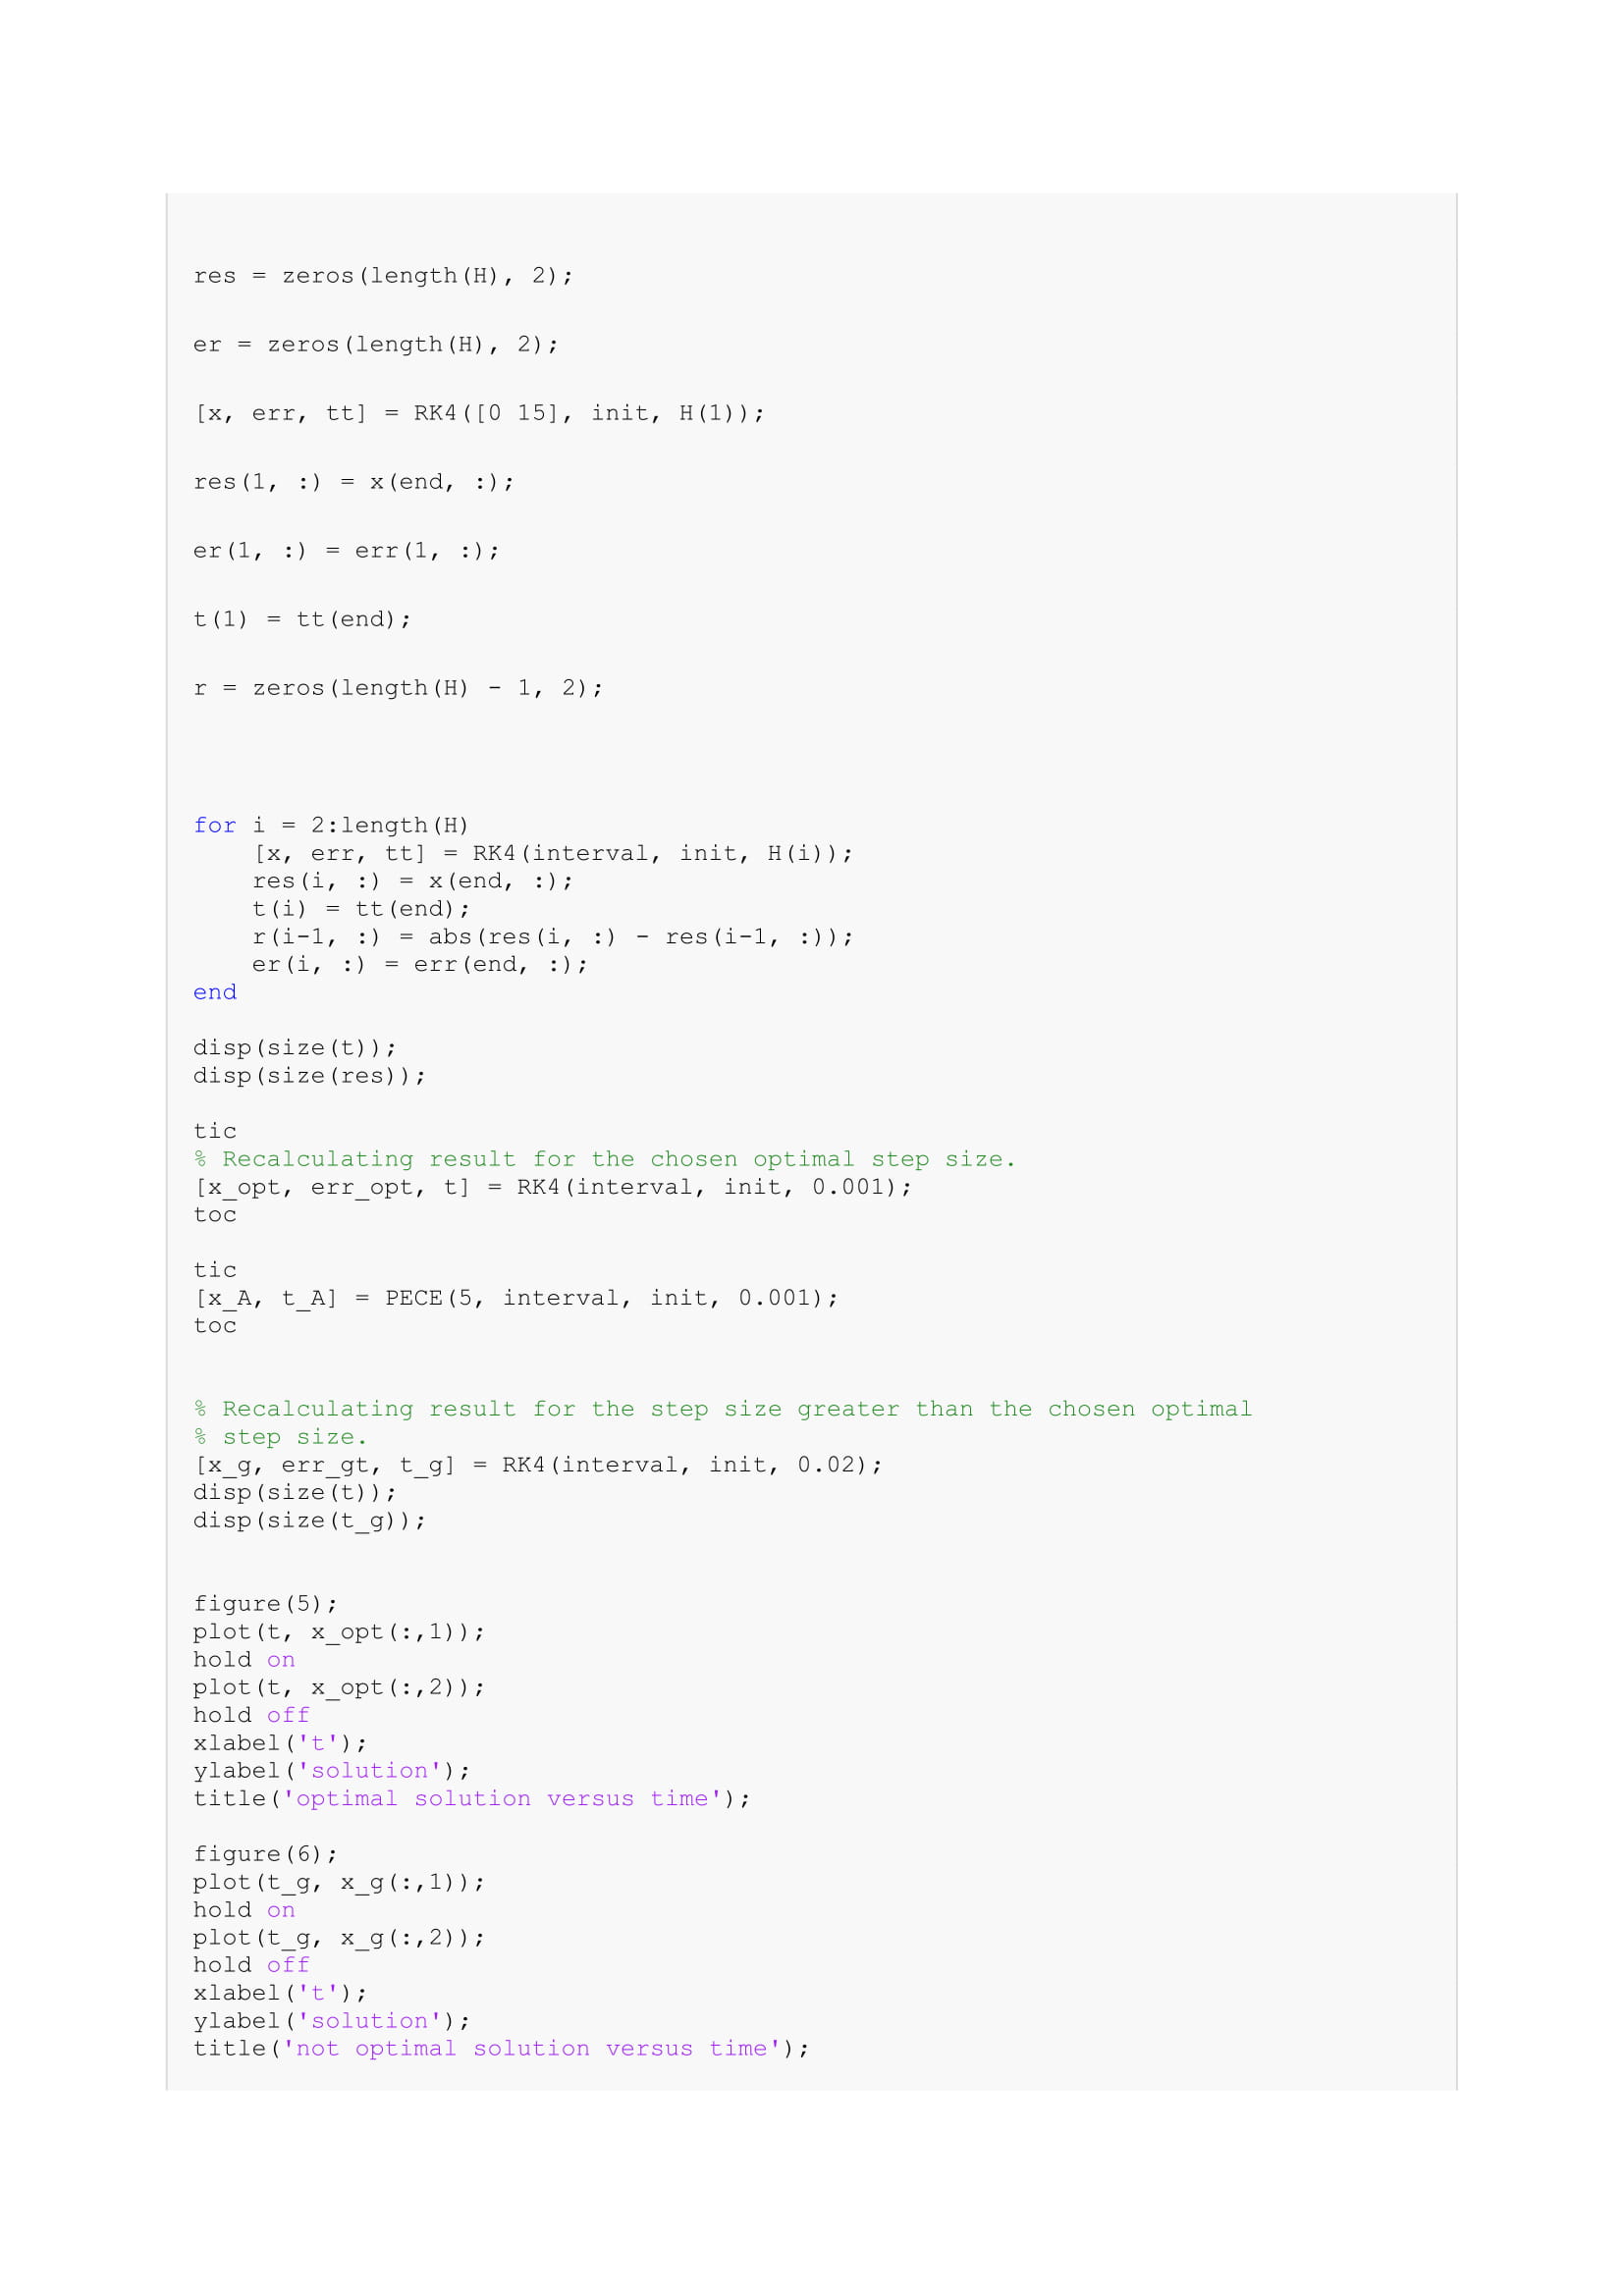 res = zeros(length(H), 2);
er = zeros(length(H), 2);
[x, err, tt] = RK4([0 15], init, H(1));
res(1, :) = x(end, :);
er(1, :) = err(1, :);
t(1) = tt(end);
r = zeros(length(H) - 1, 2);
for i = 2:length(H)
    [x, err, tt] = RK4(interval, init, H(i));
    res(i, :) = x(end, :);
    t(i) = tt(end);
    r(i-1, :) = abs(res(i, :) - res(i-1, :));
    er(i, :) = err(end, :);
end
disp(size(t));
disp(size(res));
tic
% Recalculating result for the chosen optimal step size.
[x_opt, err_opt, t] = RK4(interval, init, 0.001);
toc
tic
[x_A, t_A] = PECE(5, interval, init, 0.001);
toc
% Recalculating result for the step size greater than the chosen optimal
% step size.
[x_g, err_gt, t_g] = RK4(interval, init, 0.02);
disp(size(t));
disp(size(t_g));
figure(5);
plot(t, x_opt(:,1));
hold on
plot(t, x_opt(:,2));
hold off
xlabel('t');
ylabel('solution');
title('optimal solution versus time');
figure(6);
plot(t_g, x_g(:,1));
hold on
plot(t_g, x_g(:,2));
hold off
xlabel('t');
ylabel('solution');
title('not optimal solution versus time');